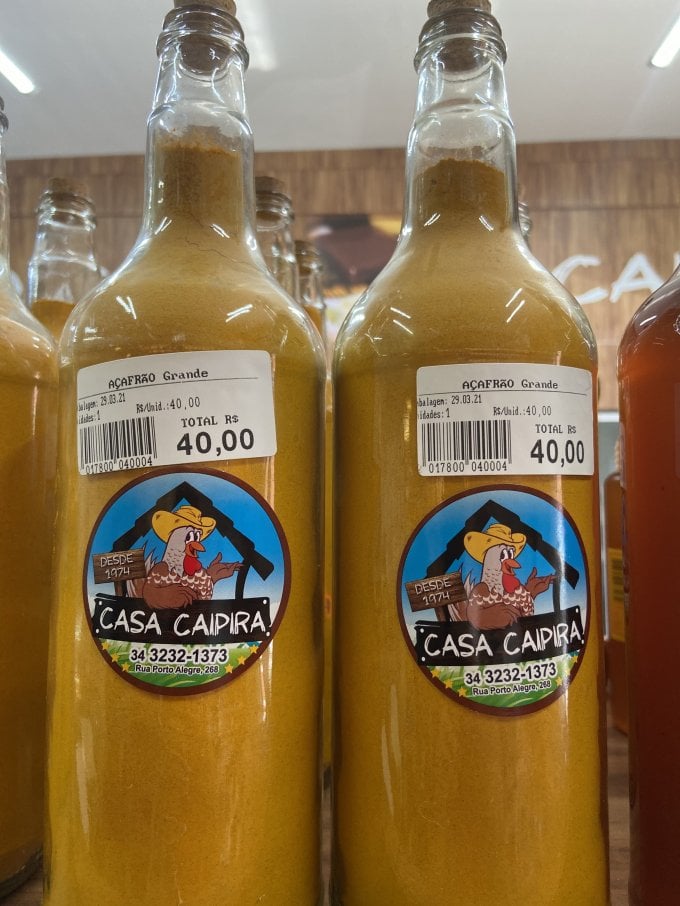 CA
AÇAFRÃO Grande
balagem: 29.03.21
idades: 1 R$/Unid.: 40,00
TOTAL R$
40,00
017800 040004
DESDE
1974
CASA CAIPIRA
34 3232-1373
Rua Porto Alegre, 268
AÇAFRÃO Grande
balagem: 29.03.21
idades: 1 R$/Unid.: 40,00
TOTAL R$
40,00
017800 040004
DESDE
1974
CASA CAIPIRA
34 3232-1373
Rua Porto Alegre, 268